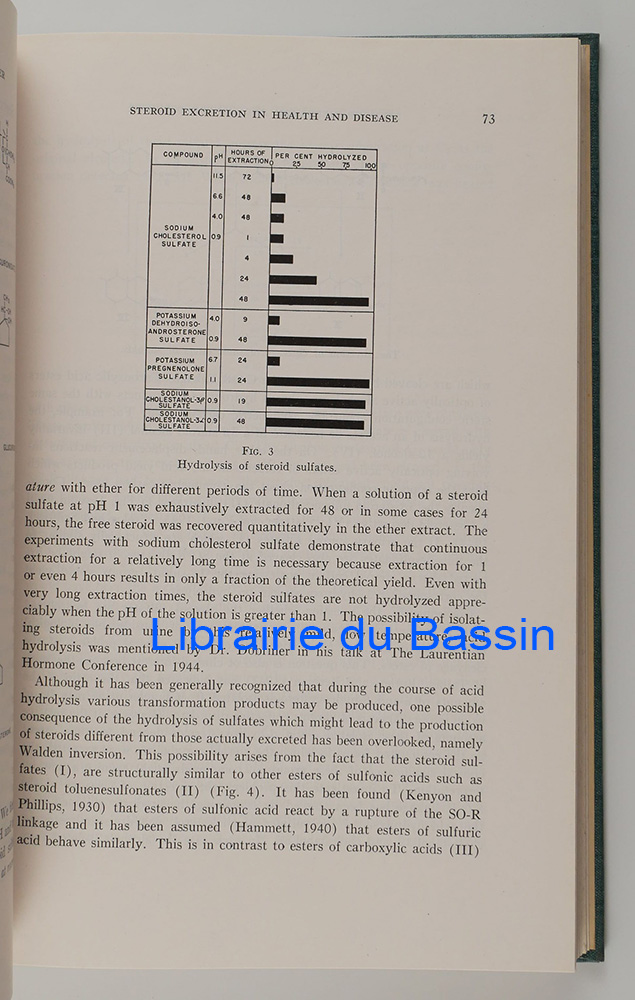 STEROID EXCRETION IN HEALTH AND DISEASE 73
COMPOUND pH HOURS OF EXTRACTION PER CENT HYDROLYZED
0 25 50 75 100
SODIUM CHOLESTEROL SULFATE
11.5 72
6.6 48
4.0 48
0.9 1
4
24
48
POTASSIUM DEHYDROISO-ANDROSTERONE SULFATE
4.0 9
0.9 48
POTASSIUM PREGNENOLONE SULFATE
6.7 24
1.1 24
SODIUM CHOLESTANOL-3β SULFATE 0.9 19
SODIUM CHOLESTANOL-3α SULFATE 0.9 48
FIG. 3
Hydrolysis of steroid sulfates.
ature with ether for different periods of time. When a solution of a steroid
sulfate at pH 1 was exhaustively extracted for 48 or in some cases for 24
hours, the free steroid was recovered quantitatively in the ether extract. The
experiments with sodium cholesterol sulfate demonstrate that continuous
extraction for a relatively long time is necessary because extraction for 1
or even 4 hours results in only a fraction of the theoretical yield. Even with
very long extraction times, the steroid sulfates are not hydrolyzed appre-
ciably when the pH of the solution is greater than 1. The possibility of isolat-
ing steroids from urine relatively mild, low temperature, acid
Librairie du Bassin
hydrolysis was mentioned by Dr. Dobriner in his talk at The Laurentian
Hormone Conference in 1944.
Although it has been generally recognized that during the course of acid
hydrolysis various transformation products may be produced, one possible
consequence of the hydrolysis of sulfates which might lead to the production
of steroids different from those actually excreted has been overlooked, namely
Walden inversion. This possibility arises from the fact that the steroid sul-
fates (I), are structurally similar to other esters of sulfonic acids such as
steroid toluenesulfonates (II) (Fig. 4). It has been found (Kenyon and
Phillips, 1930) that esters of sulfonic acid react by a rupture of the SO-R
linkage and it has been assumed (Hammett, 1940) that esters of sulfuric
acid behave similarly. This is in contrast to esters of carboxylic acids (III)